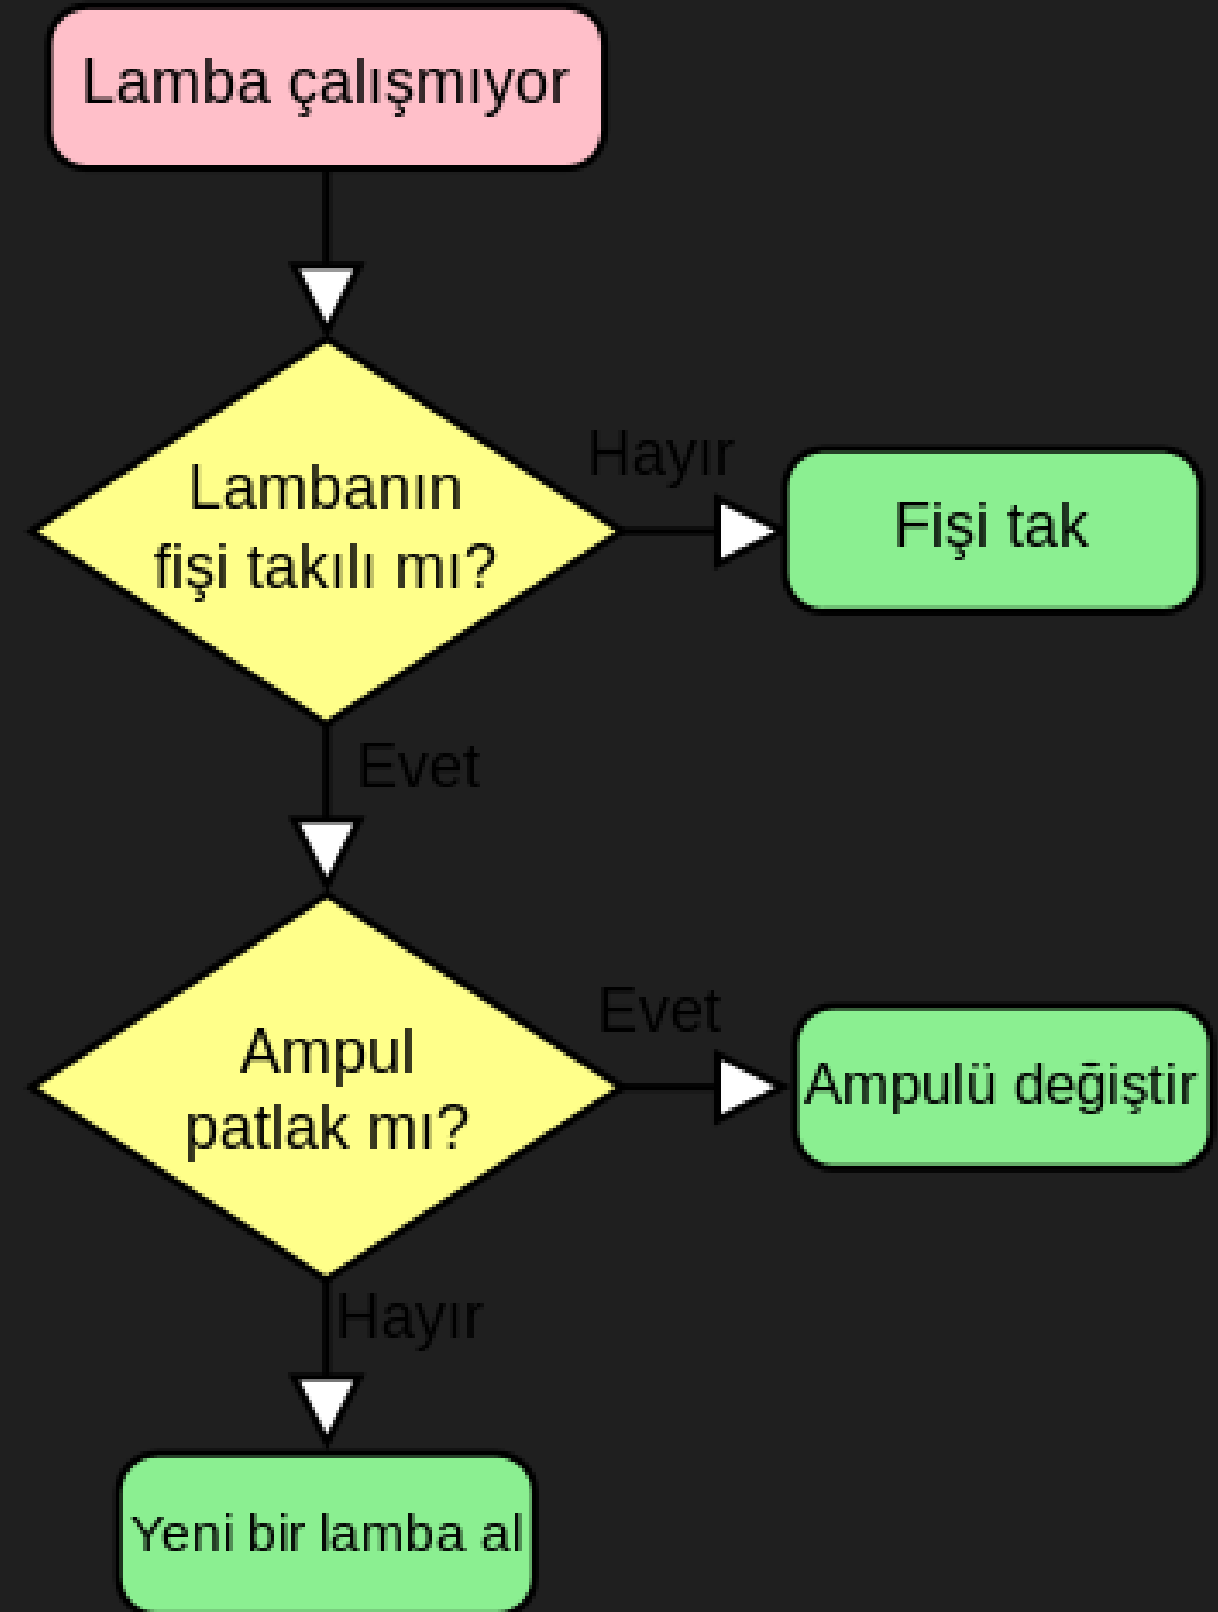 Lamba çalışmıyor
Lambanın
fişi takılı mı?
Hayır
Fişi tak
Evet
Ampul
patlak mı?
Evet
Ampulü değiştir
Hayır
Yeni bir lamba al